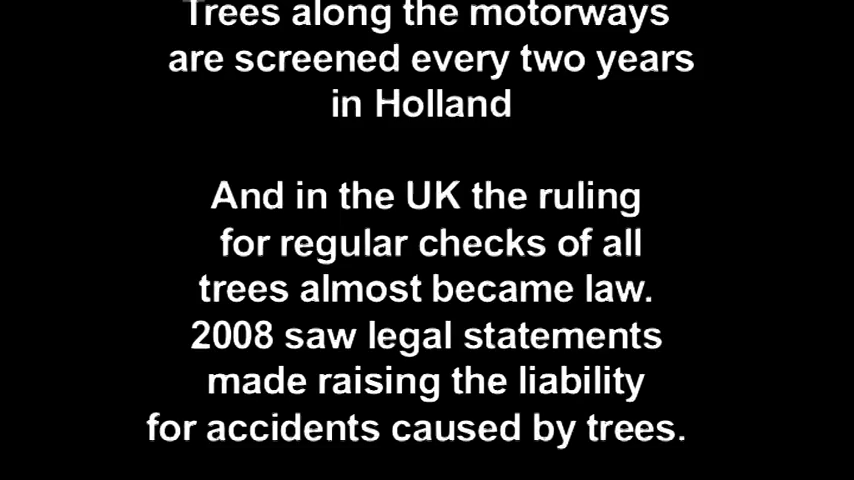 Trees along the motorways
are screened every two years
in Holland
And in the UK the ruling
for regular checks of all
trees almost became law.
2008 saw legal statements
made raising the liability
for accidents caused by trees.